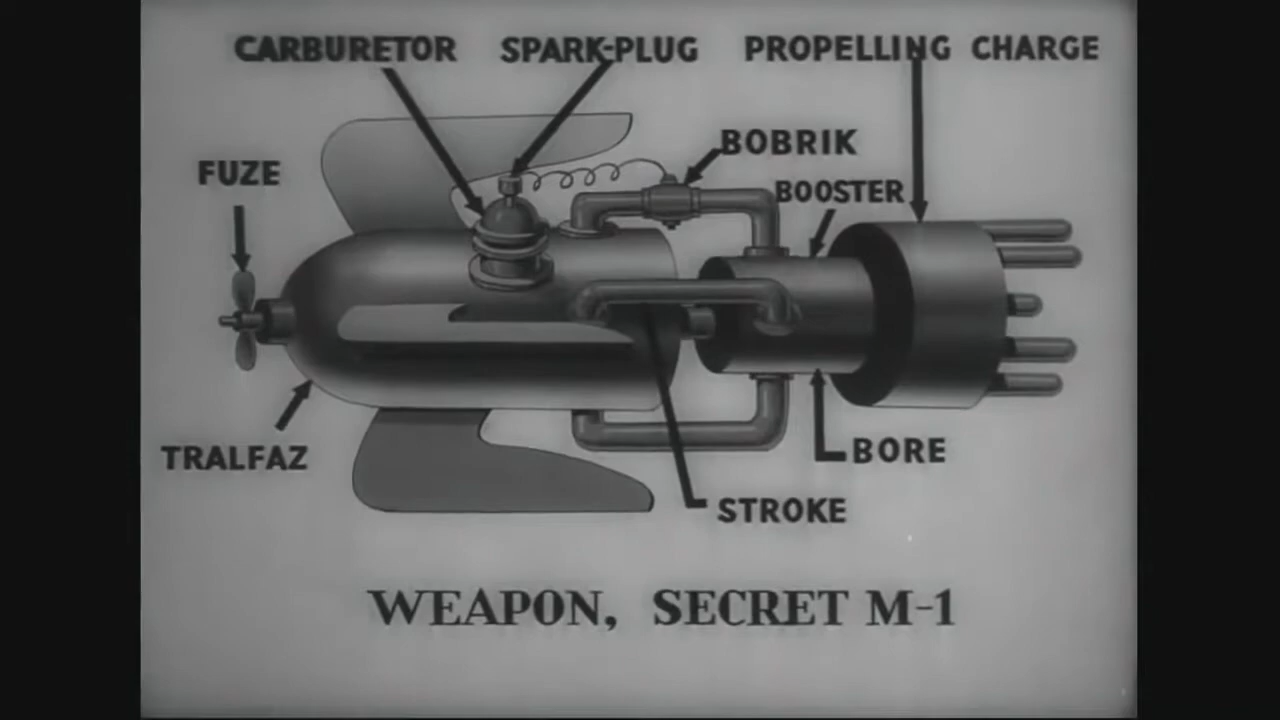 CARBURETOR SPARK-PLUG PROPELLING CHARGE
BOBRIK
FUZE
BOOSTER
TRALFAZ
BORE
STROKE
WEAPON, SECRET M-1